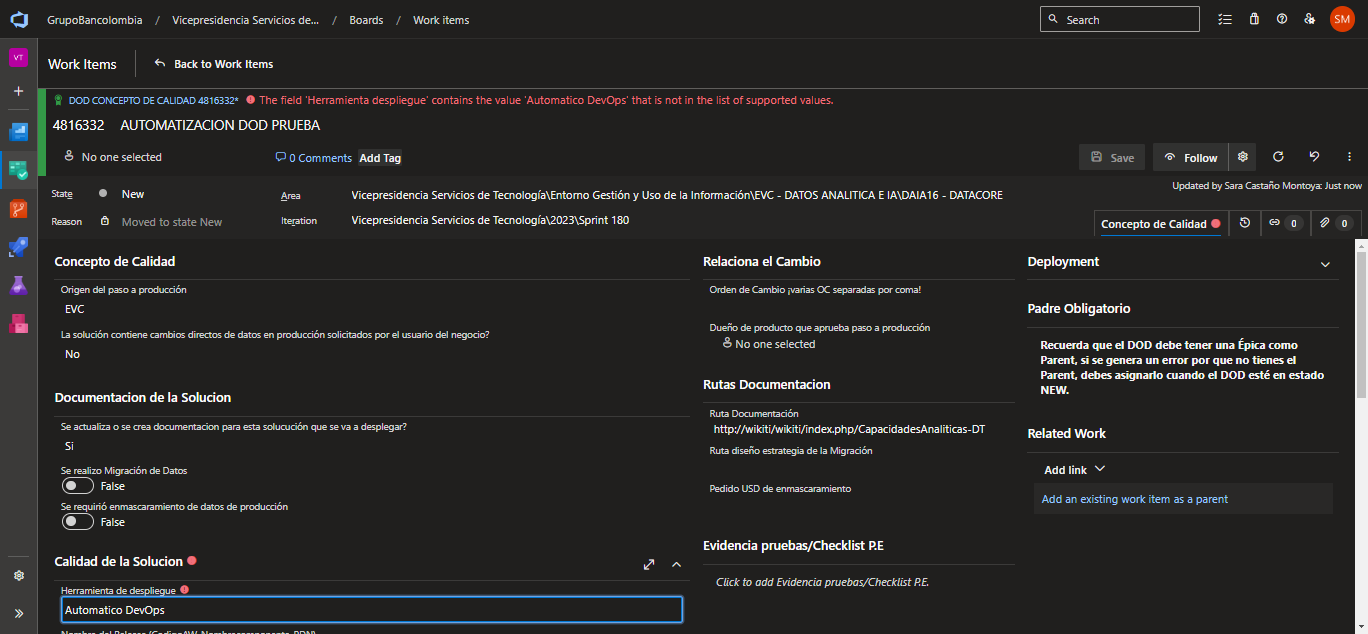 GrupoBancolombia / Vicepresidencia Servicios de... / Boards / Work items
Search
SM
VT
Work Items
Back to Work Items
DOD CONCEPTO DE CALIDAD 4816332*
The field 'Herramienta despliegue' contains the value 'Automatico DevOps' that is not in the list of supported values.
4816332 AUTOMATIZACION DOD PRUEBA
No one selected
0 Comments
Add Tag
Save
Follow
Updated by Sara Castaño Montoya: Just now
State New
Area Vicepresidencia Servicios de Tecnología\Entorno Gestión y Uso de la Información\EVC - DATOS ANALITICA E IA\DAIA16 - DATACORE
Reason Moved to state New
Iteration Vicepresidencia Servicios de Tecnología\2023\Sprint 180
Concepto de Calidad
0
0
Concepto de Calidad
Origen del paso a producción
EVC
La solución contiene cambios directos de datos en producción solicitados por el usuario del negocio?
No
Documentacion de la Solucion
Se actualiza o se crea documentacion para esta solucución que se va a desplegar?
Si
Se realizo Migración de Datos
False
Se requirió enmascaramiento de datos de producción
False
Calidad de la Solucion
Herramienta de despliegue
Automatico DevOps
Relaciona el Cambio
Orden de Cambio ¡varias OC separadas por coma!
Dueño de producto que aprueba paso a producción
No one selected
Rutas Documentacion
Ruta Documentación
http://wikiti/wikiti/index.php/CapacidadesAnaliticas-DT
Ruta diseño estrategia de la Migración
Pedido USD de enmascaramiento
Evidencia pruebas/Checklist P.E
Click to add Evidencia pruebas/Checklist P.E.
Deployment
Padre Obligatorio
Recuerda que el DOD debe tener una Épica como
Parent, si se genera un error por que no tienes el
Parent, debes asignarlo cuando el DOD esté en estado
NEW.
Related Work
Add link
Add an existing work item as a parent